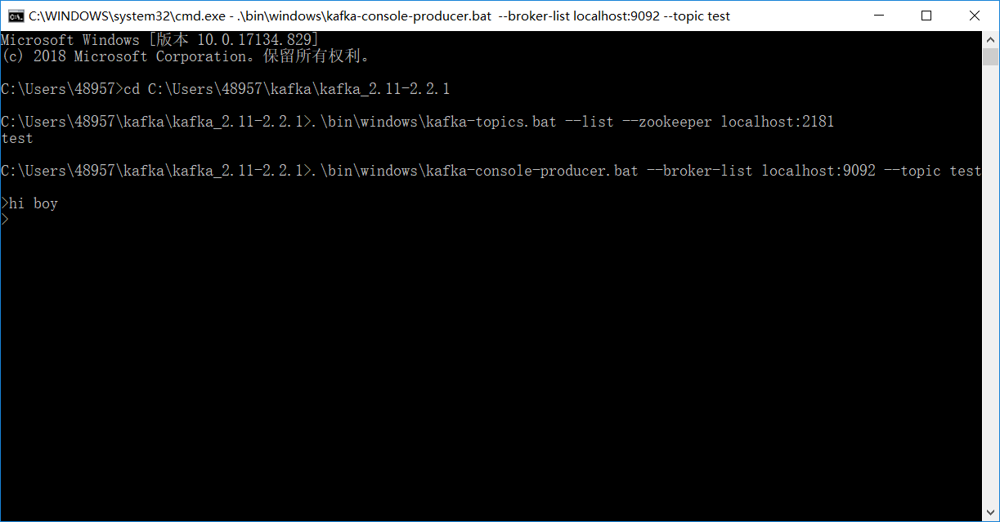 C:\WINDOWS\system32\cmd.exe - .\bin\windows\kafka-console-producer.bat  --broker-list localhost:9092 --topic test
Microsoft Windows [版本 10.0.17134.829]
(c) 2018 Microsoft Corporation。保留所有权利。
C:\Users\48957>cd C:\Users\48957\kafka\kafka_2.11-2.2.1
C:\Users\48957\kafka\kafka_2.11-2.2.1>.\bin\windows\kafka-topics.bat --list --zookeeper localhost:2181
test
C:\Users\48957\kafka\kafka_2.11-2.2.1>.\bin\windows\kafka-console-producer.bat --broker-list localhost:9092 --topic test
>hi boy
>